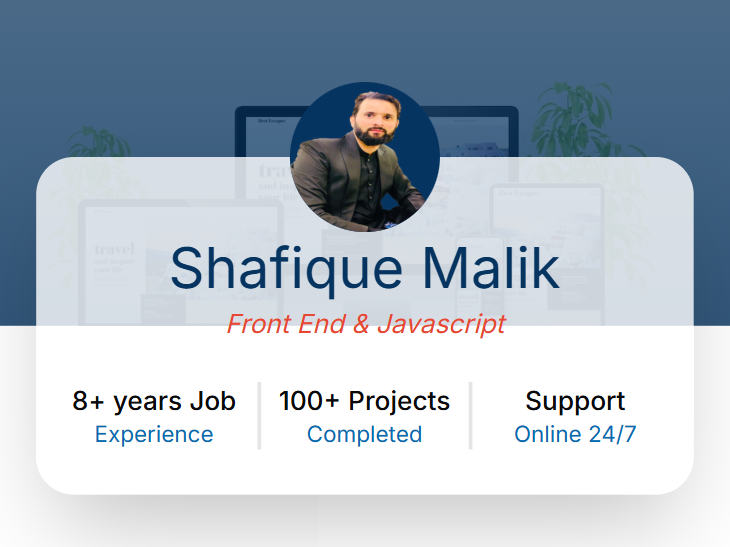 Shafique Malik
Front End & Javascript
8+ years Job
Experience
100+ Projects
Completed
Support
Online 24/7